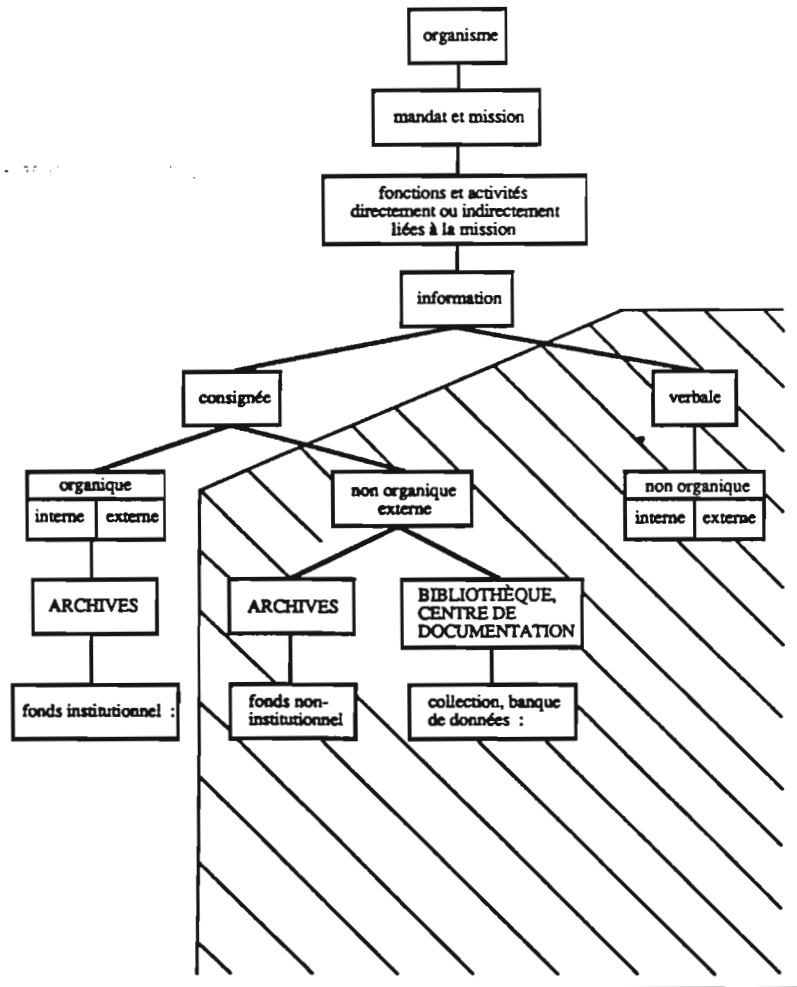 organisme
mandat et mission
fonctions et activités
directement ou indirectement
liées à la mission
information
consignée
verbale
organique
interne externe
non organique
externe
non organique
interne externe
ARCHIVES
ARCHIVES
BIBLIOTHÈQUE,
CENTRE DE
DOCUMENTATION
fonds institutionnel :
fonds non-
institutionnel
collection, banque
de données :